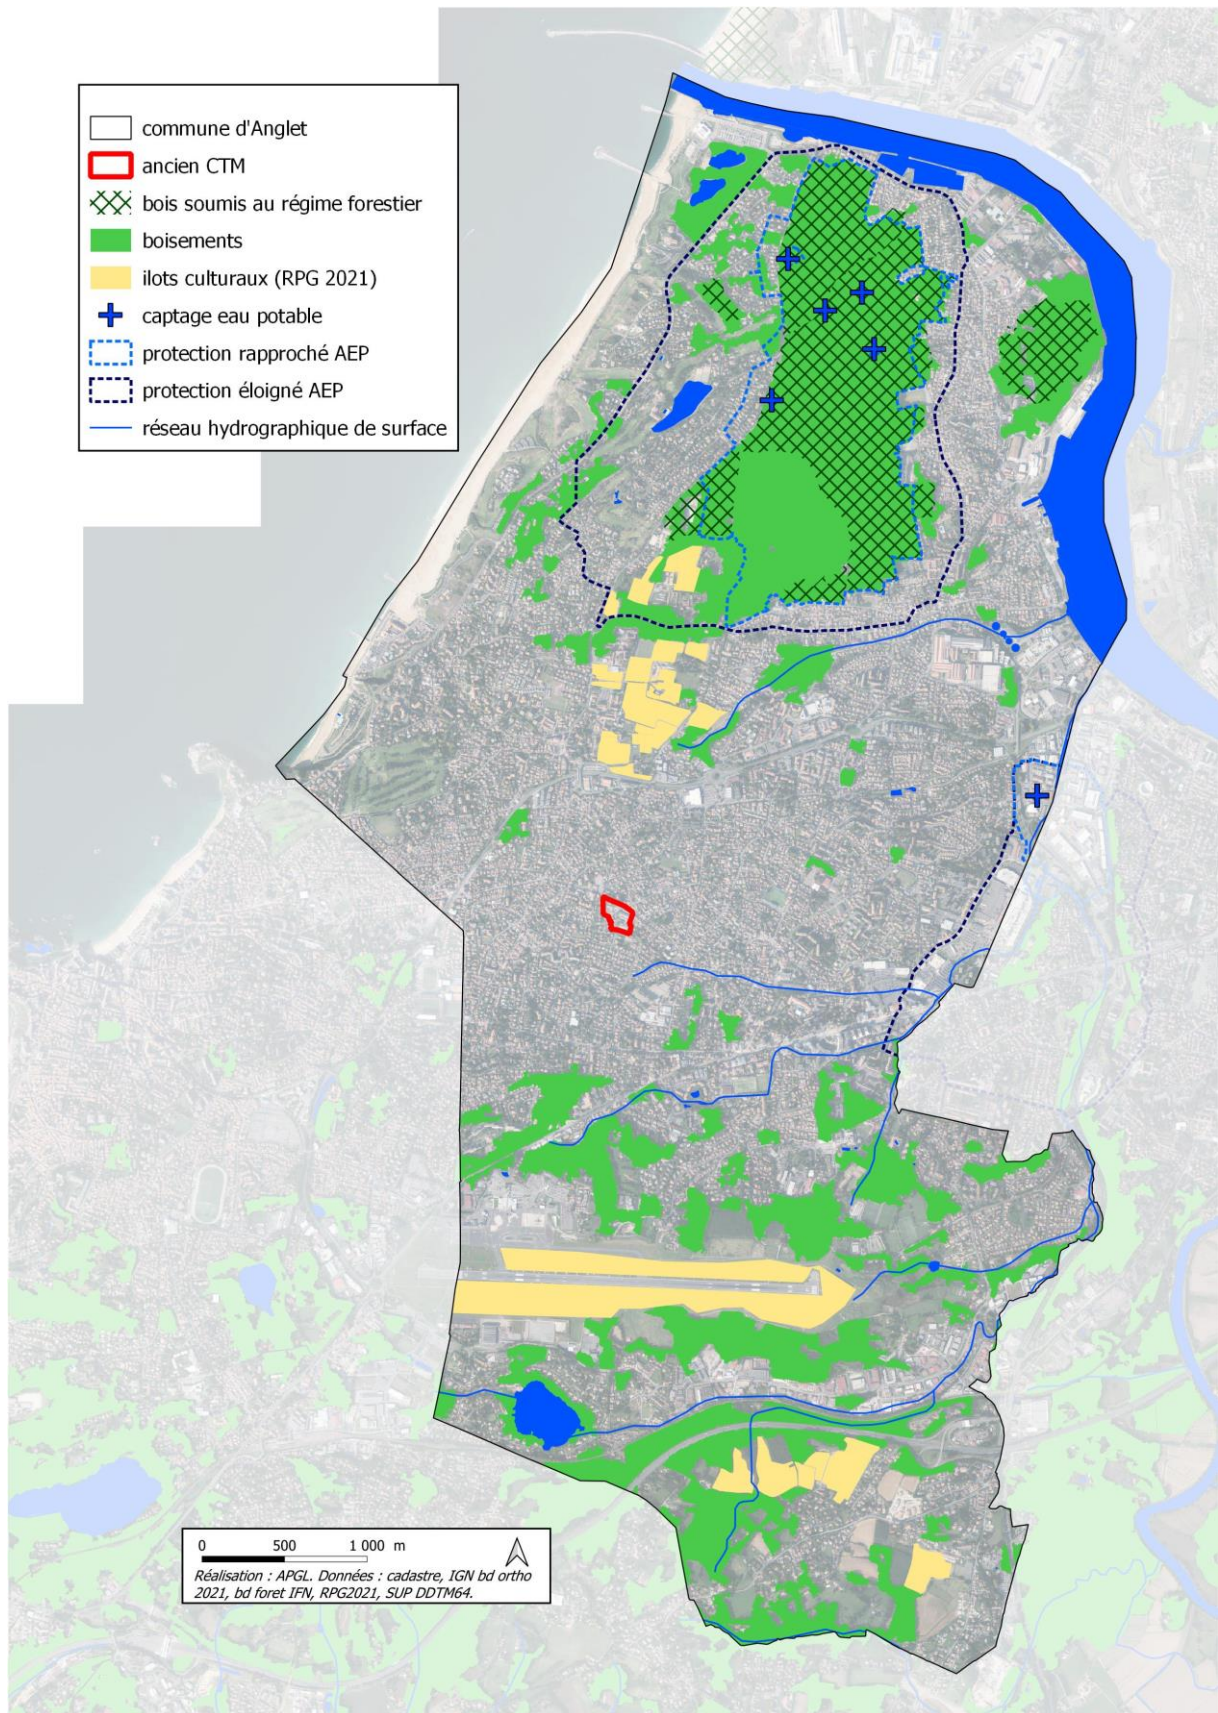 commune d'Anglet
ancien CTM
bois soumis au régime forestier
boisements
ilots culturaux (RPG 2021)
captage eau potable
protection rapproché AEP
protection éloigné AEP
réseau hydrographique de surface
0 500 1 000 m
Réalisation : APGL. Données : cadastre, IGN bd ortho
2021, bd foret IFN, RPG2021, SUP DDTM64.